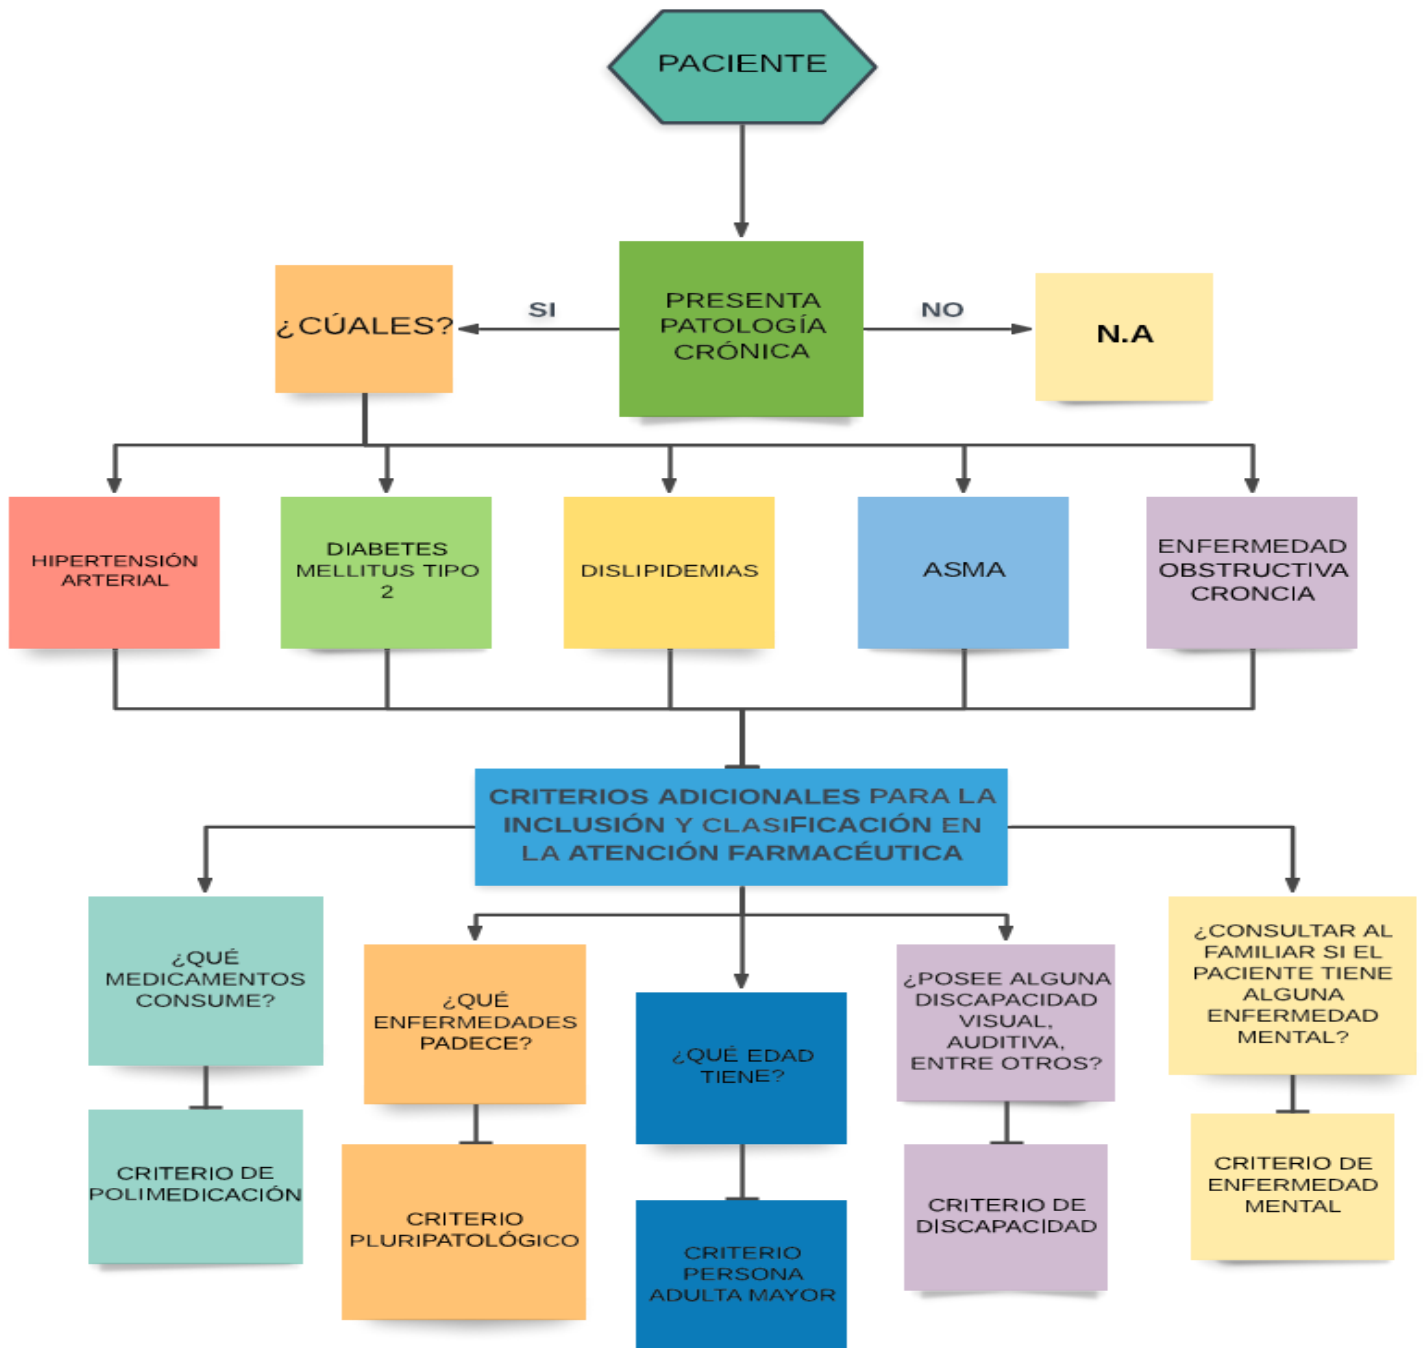 PACIENTE
¿CÚALES?
SI
PRESENTA
PATOLOGÍA
CRÓNICA
NO
N.A
HIPERTENSIÓN
ARTERIAL
DIABETES
MELLITUS TIPO
2
DISLIPIDEMIAS
ASMA
ENFERMEDAD
OBSTRUCTIVA
CRONCIA
CRITERIOS ADICIONALES PARA LA
INCLUSIÓN Y CLASIFICACIÓN EN
LA ATENCIÓN FARMACÉUTICA
¿QUÉ
MEDICAMENTOS
CONSUME?
¿QUÉ
ENFERMEDADES
PADECE?
¿QUÉ EDAD
TIENE?
¿POSEE ALGUNA
DISCAPACIDAD
VISUAL,
AUDITIVA,
ENTRE OTROS?
¿CONSULTAR AL
FAMILIAR SI EL
PACIENTE TIENE
ALGUNA
ENFERMEDAD
MENTAL?
CRITERIO DE
POLIMEDICACIÓN
CRITERIO
PLURIPATOLÓGICO
CRITERIO
PERSONA
ADULTA MAYOR
CRITERIO DE
DISCAPACIDAD
CRITERIO DE
ENFERMEDAD
MENTAL